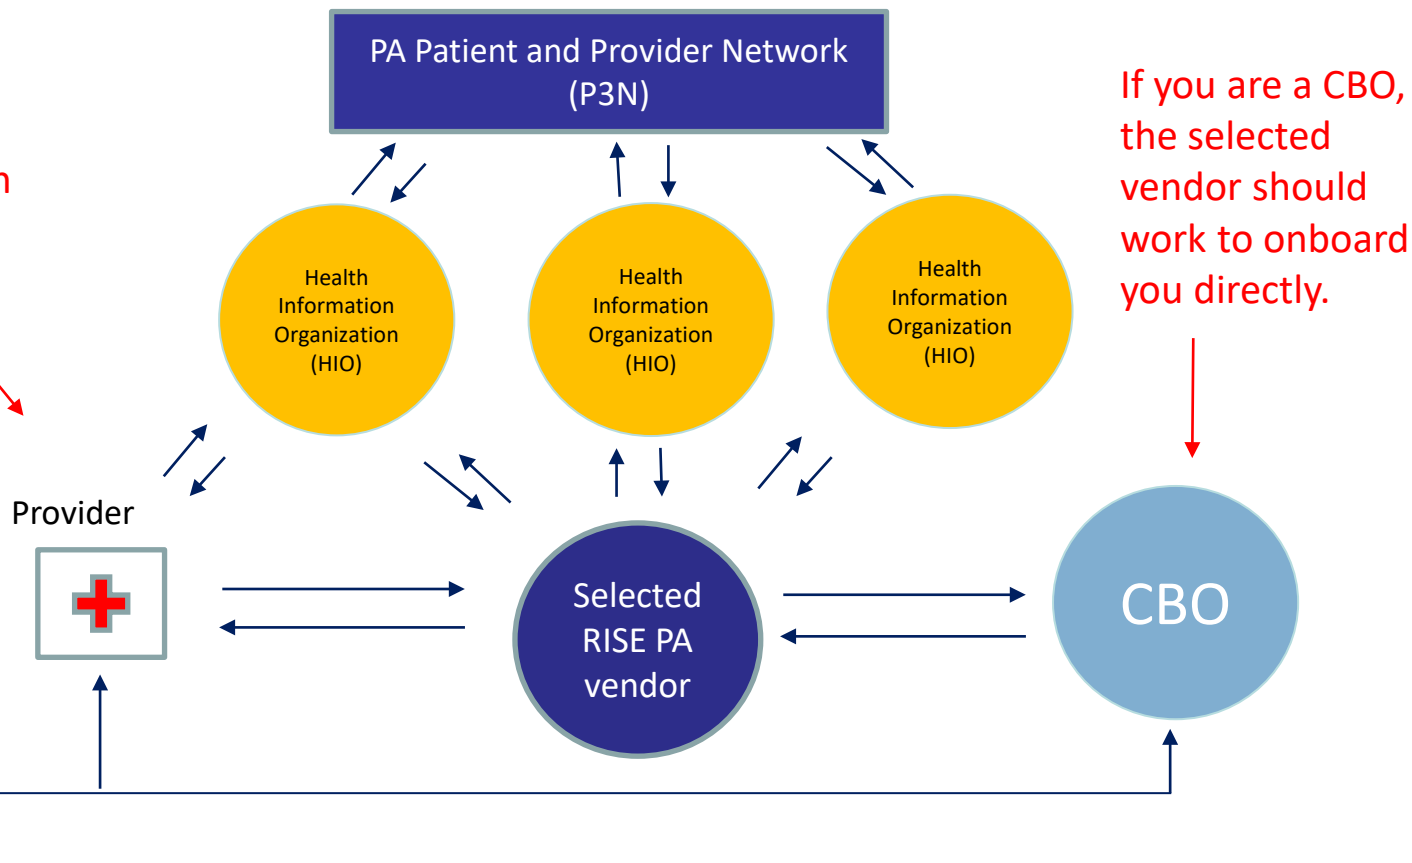 PA Patient and Provider Network
(P3N)
If you are a CBO,
the selected
vendor should
work to onboard
you directly.
Health
Information
Organization
(HIO)
Health
Information
Organization
(HIO)
Health
Information
Organization
(HIO)
Provider
Selected
RISE PA
vendor
CBO